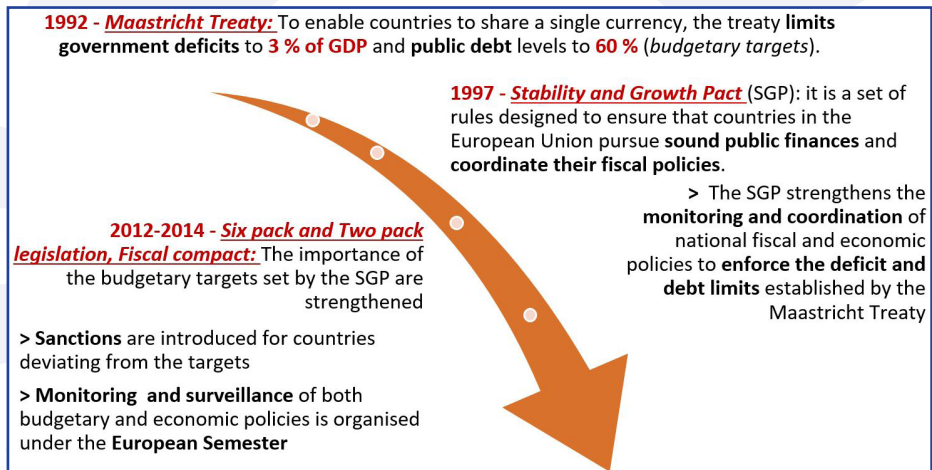 1992 - Maastricht Treaty: To enable countries to share a single currency, the treaty limits
government deficits to 3 % of GDP and public debt levels to 60 % (budgetary targets).
1997 - Stability and Growth Pact (SGP): it is a set of
rules designed to ensure that countries in the
European Union pursue sound public finances and
coordinate their fiscal policies.
> The SGP strengthens the
monitoring and coordination of
national fiscal and economic
policies to enforce the deficit and
debt limits established by the
Maastricht Treaty
2012-2014 - Six pack and Two pack
legislation, Fiscal compact: The importance of
the budgetary targets set by the SGP are
strengthened
> Sanctions are introduced for countries
deviating from the targets
> Monitoring and surveillance of both
budgetary and economic policies is organised
under the European Semester